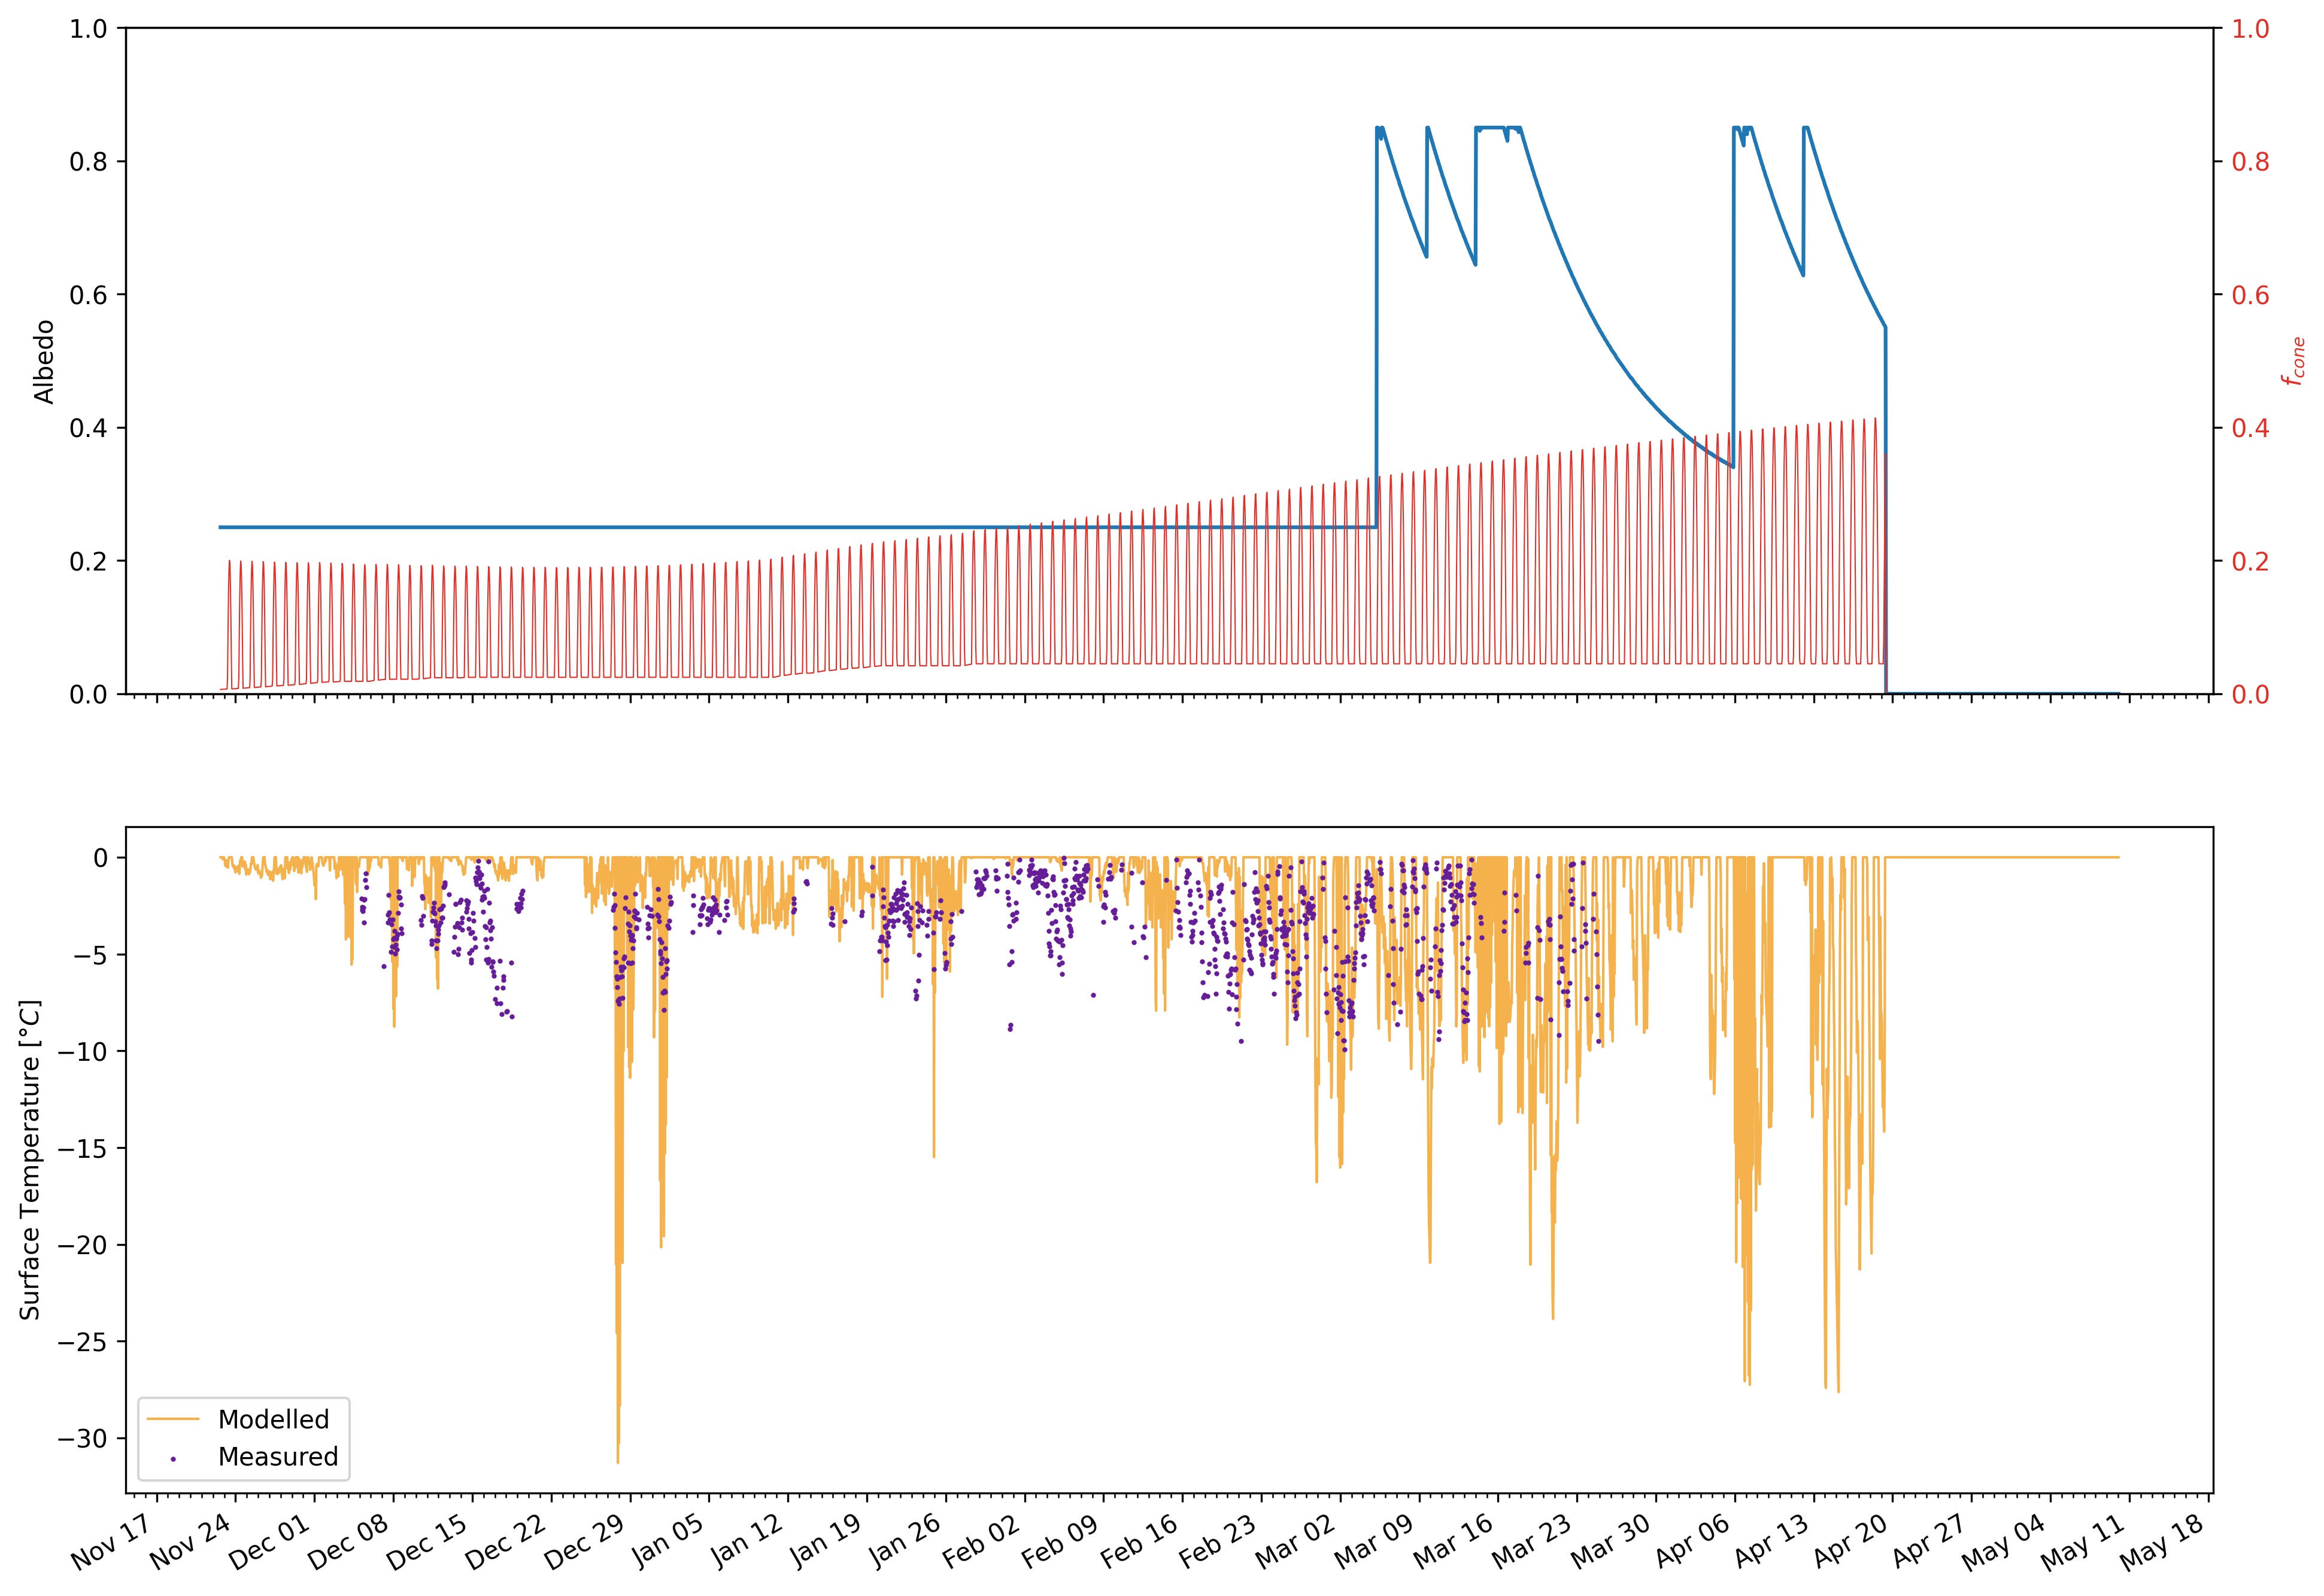 1.0
0.8
0.6
0.4
0.2
0.0
Albedo
1.0
0.8
0.6
0.4
0.2
0.0
fcone
0
−5
−10
−15
−20
−25
−30
Surface Temperature [°C]
Modelled
Measured
Nov 17
Nov 24
Dec 01
Dec 08
Dec 15
Dec 22
Dec 29
Jan 05
Jan 12
Jan 19
Jan 26
Feb 02
Feb 09
Feb 16
Feb 23
Mar 02
Mar 09
Mar 16
Mar 23
Mar 30
Apr 06
Apr 13
Apr 20
Apr 27
May 04
May 11
May 18